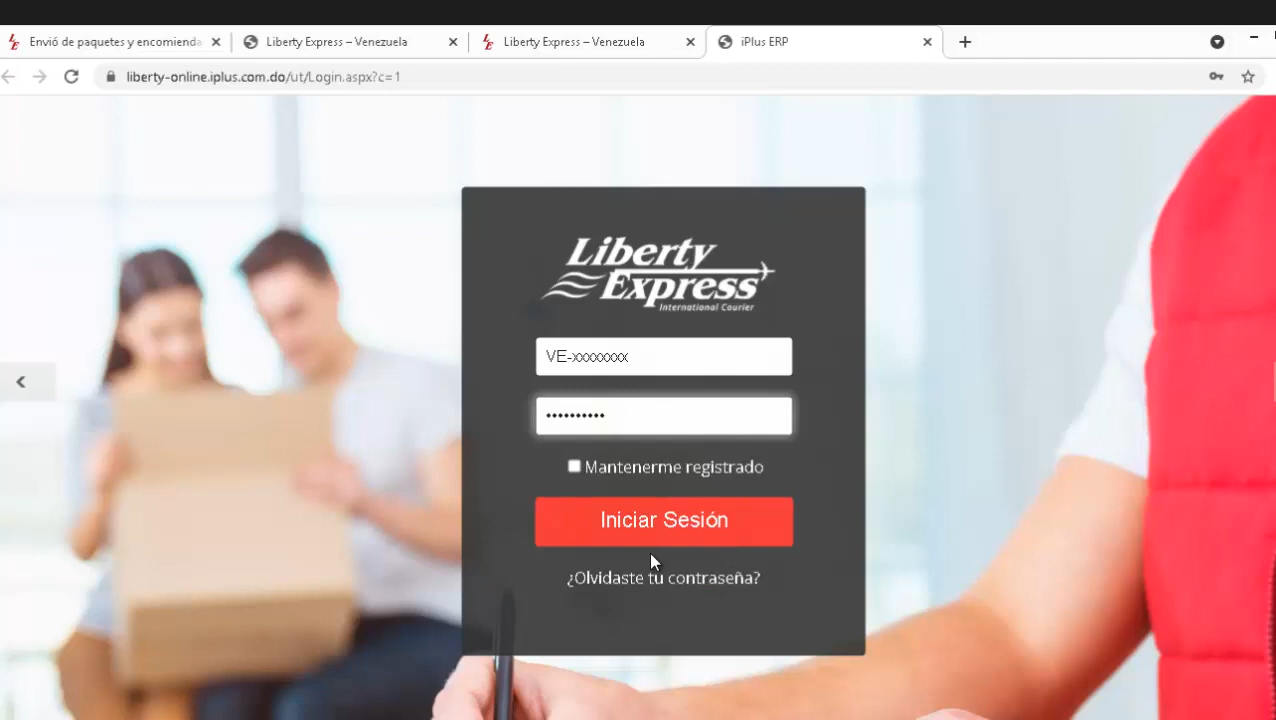 Envió de paquetes y encomienda
Liberty Express – Venezuela
Liberty Express – Venezuela
iPlus ERP
liberty-online.iplus.com.do/ut/Login.aspx?c=1
Liberty
Express
International Courier
VE-xxxxxxx
••••••••••
Mantenerme registrado
Iniciar Sesión
¿Olvidaste tu contraseña?